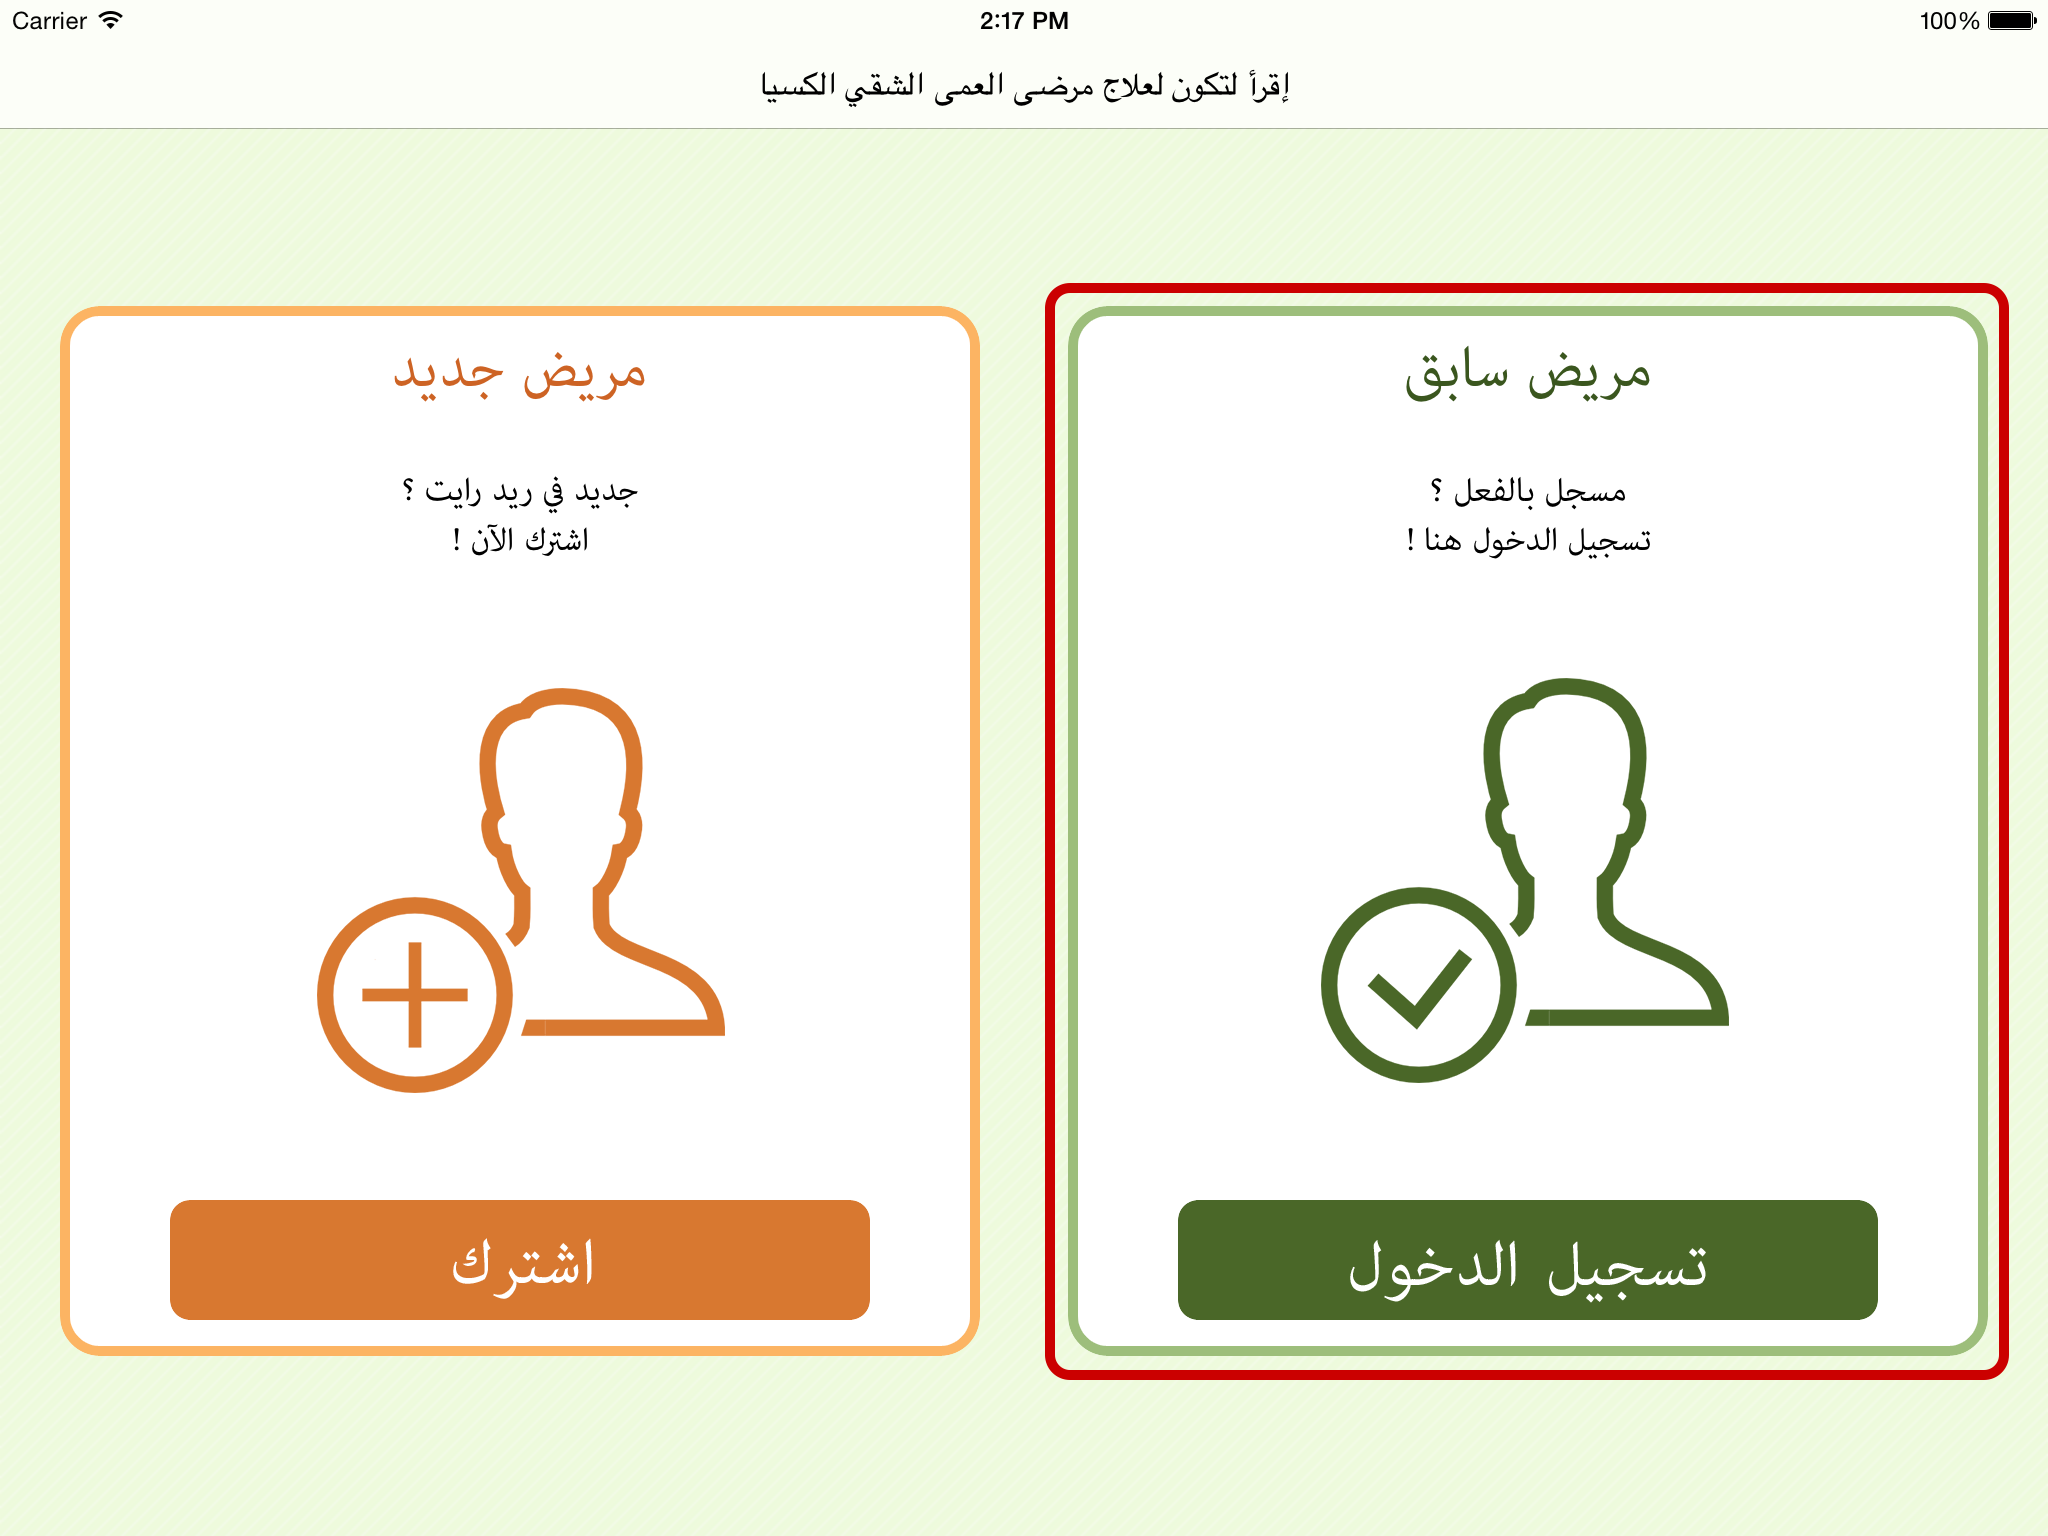 Carrier
2:17 PM
100%
إقرأ لتكون لعلاج مرضى العمى الشقي الكسيا
مريض سابق
مسجل بالفعل ؟
تسجيل الدخول هنا !
تسجيل الدخول
مريض جديد
جديد في ريد رايت ؟
اشترك الآن !
اشترك